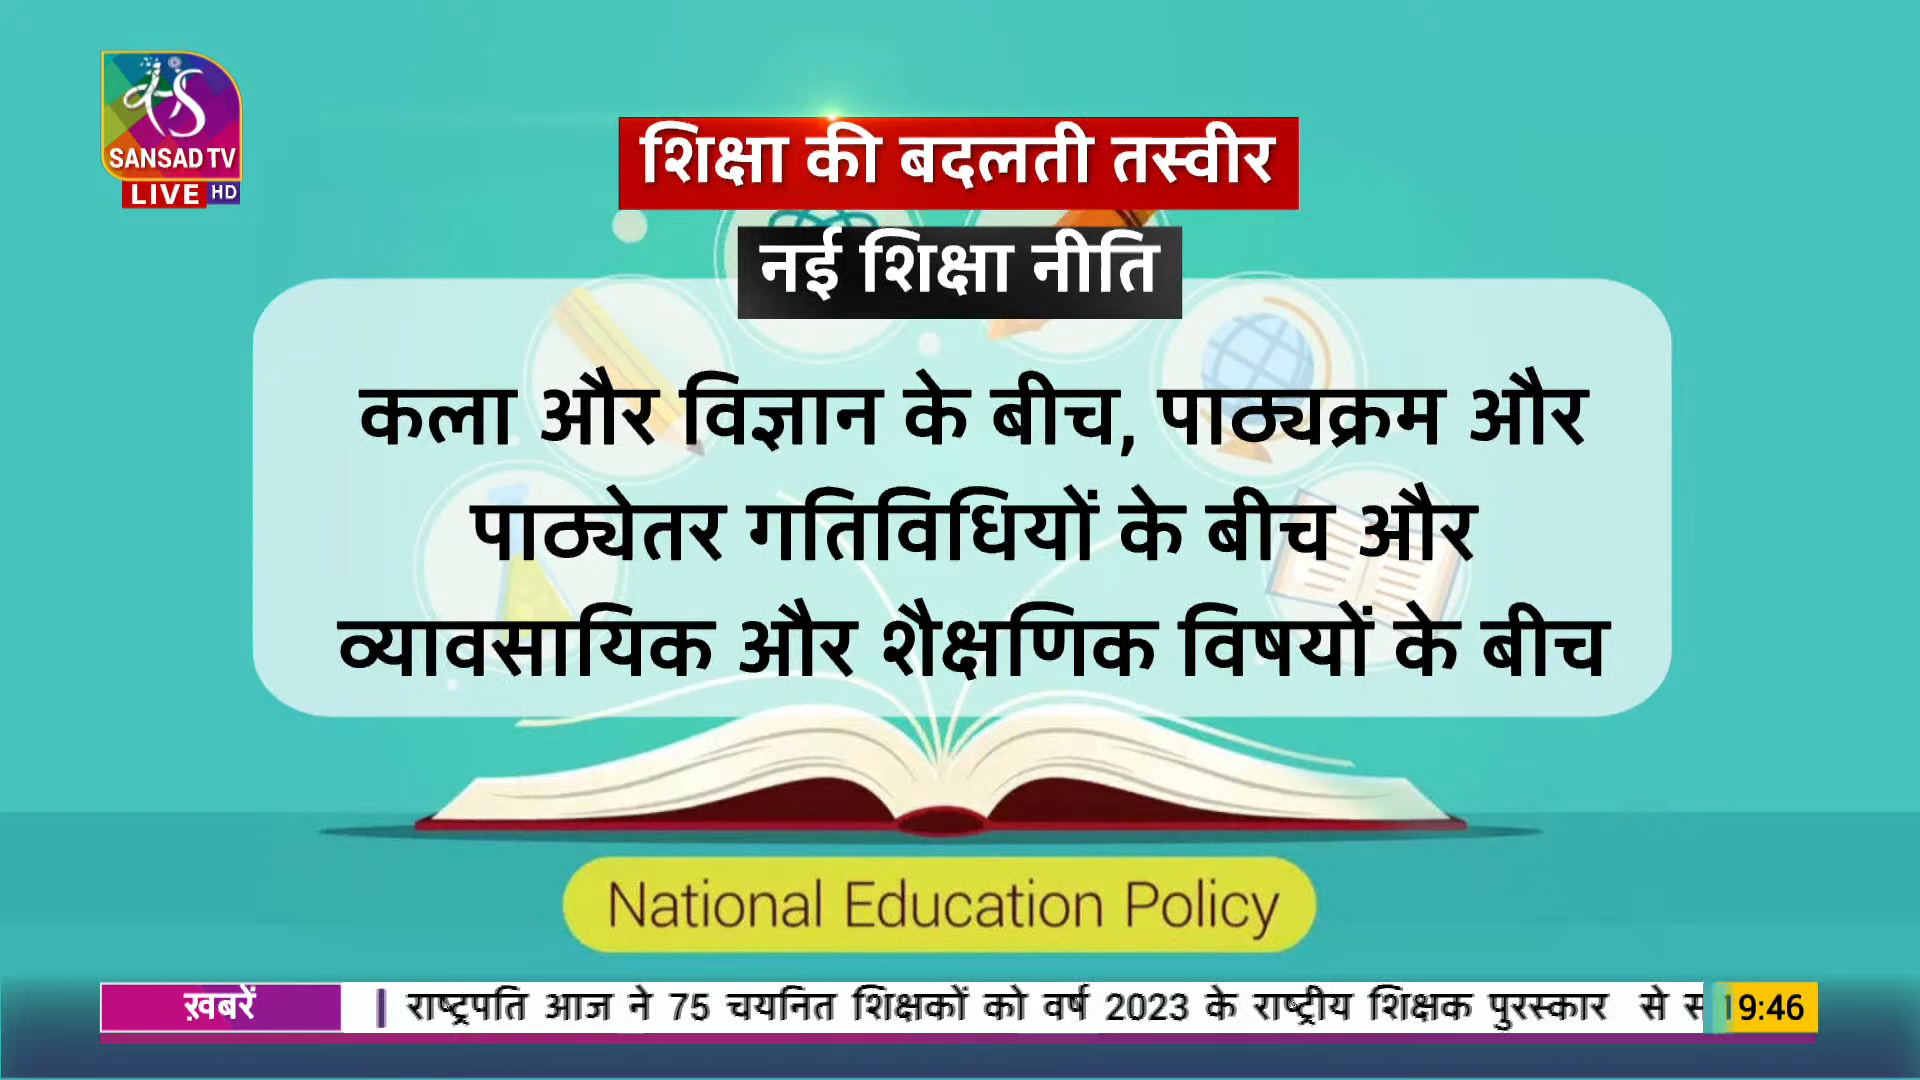 SANSAD TV
LIVE HD
शिक्षा की बदलती तस्वीर
नई शिक्षा नीति
कला और विज्ञान के बीच, पाठ्यक्रम और
पाठ्येतर गतिविधियों के बीच और
व्यावसायिक और शैक्षणिक विषयों के बीच
National Education Policy
ख़बरें
राष्ट्रपति आज ने 75 चयनित शिक्षकों को वर्ष 2023 के राष्ट्रीय शिक्षक पुरस्कार से
19:46